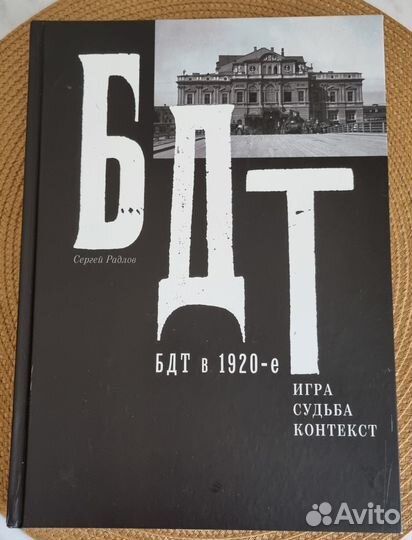 БДТ
Сергей Радлов
БДТ в 1920-е
ИГРА
СУДЬБА
КОНТЕКСТ
Avito